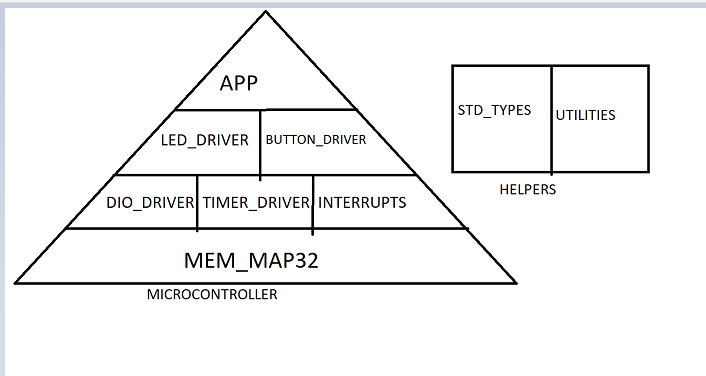 APP
LED_DRIVER
BUTTON_DRIVER
DIO_DRIVER
TIMER_DRIVER
INTERRUPTS
MEM_MAP32
MICROCONTROLLER
STD_TYPES
UTILITIES
HELPERS